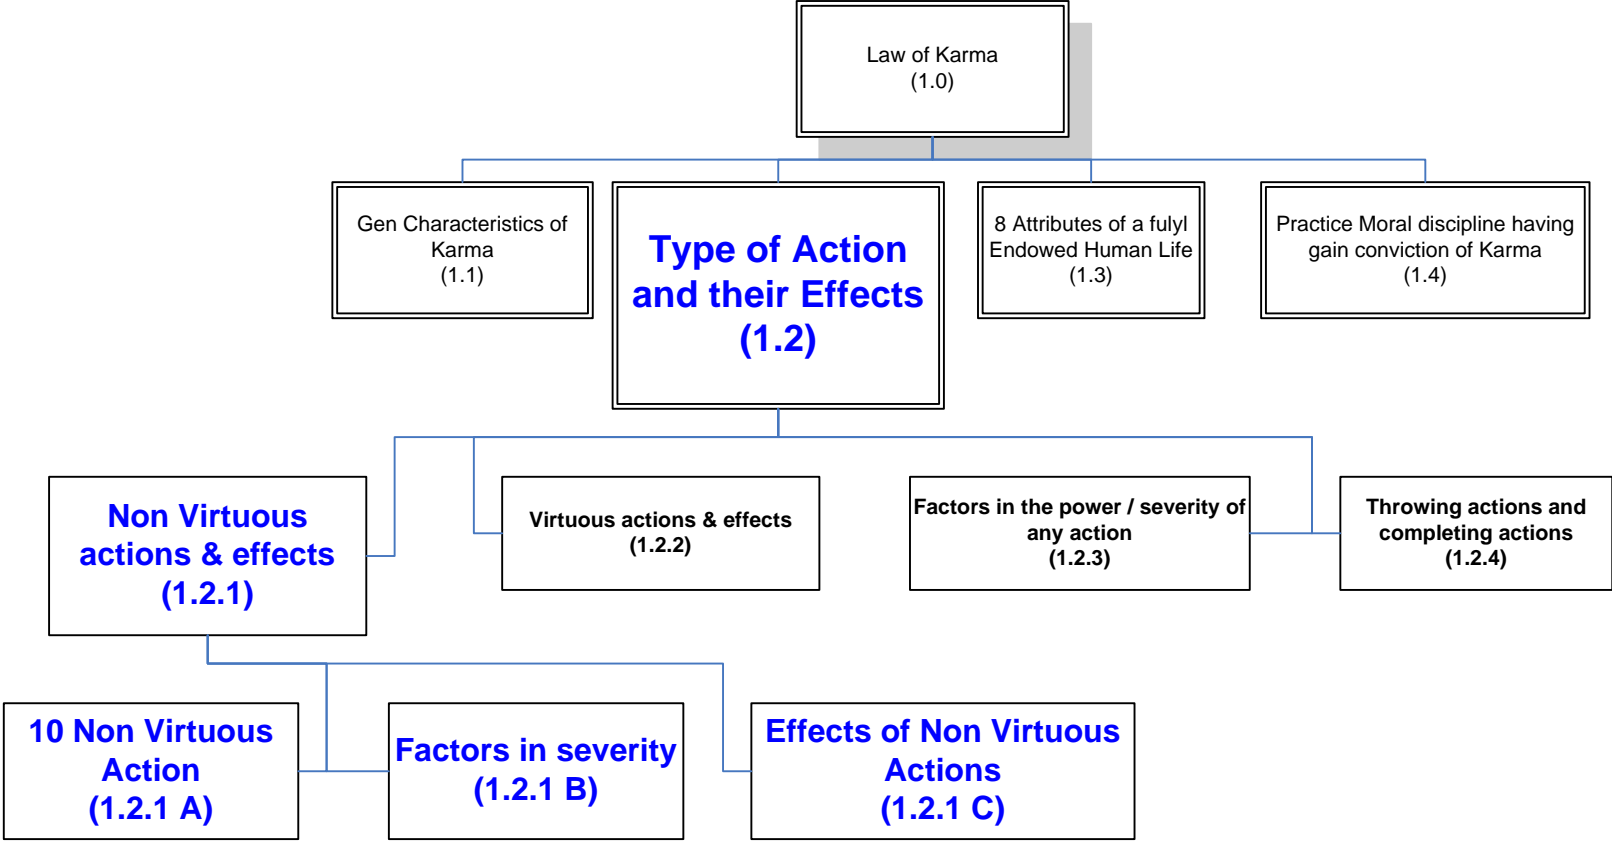 Law of Karma
(1.0)
Gen Characteristics of
Karma
(1.1)
Type of Action
and their Effects
(1.2)
8 Attributes of a fulyl
Endowed Human Life
(1.3)
Practice Moral discipline having
gain conviction of Karma
(1.4)
Non Virtuous
actions & effects
(1.2.1)
Virtuous actions & effects
(1.2.2)
Factors in the power / severity of
any action
(1.2.3)
Throwing actions and
completing actions
(1.2.4)
10 Non Virtuous
Action
(1.2.1 A)
Factors in severity
(1.2.1 B)
Effects of Non Virtuous
Actions
(1.2.1 C)